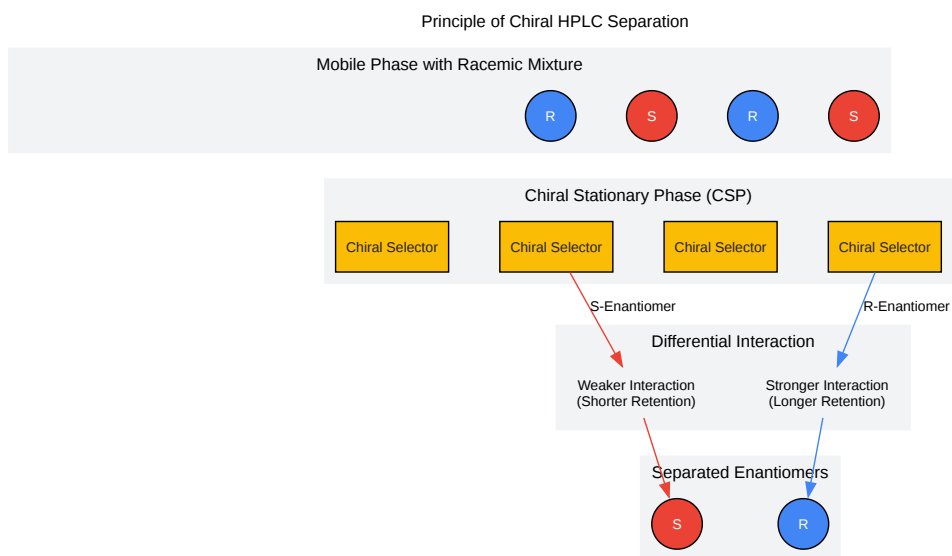 Principle of Chiral HPLC Separation
Mobile Phase with Racemic Mixture
R
S
R
S
Chiral Stationary Phase (CSP)
Chiral Selector
Chiral Selector
Chiral Selector
Chiral Selector
S-Enantiomer
R-Enantiomer
Differential Interaction
Weaker Interaction
(Shorter Retention)
Stronger Interaction
(Longer Retention)
Separated Enantiomers
S
R